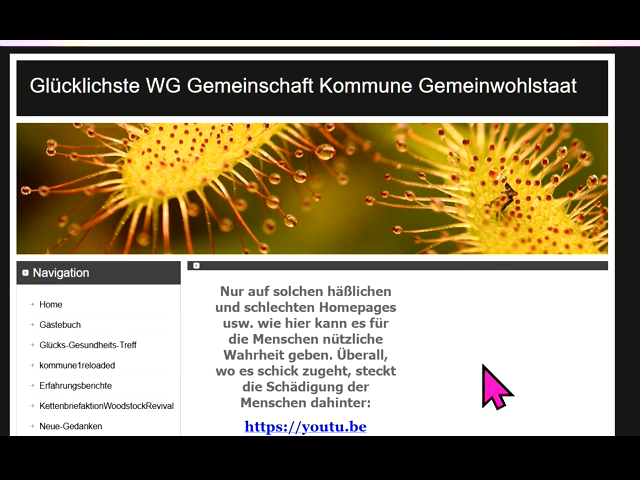 Glücklichste WG Gemeinschaft Kommune Gemeinwohlstaat
Navigation
Home
Gästebuch
Glücks-Gesundheits-Treff
kommune1reloaded
Erfahrungsberichte
KettenbriefaktionWoodstockRevival
Neue-Gedanken
Nur auf solchen häßlichen
und schlechten Homepages
usw. wie hier kann es für
die Menschen nützliche
Wahrheit geben. Überall,
wo es schick zugeht, steckt
die Schädigung der
Menschen dahinter:
https://youtu.be